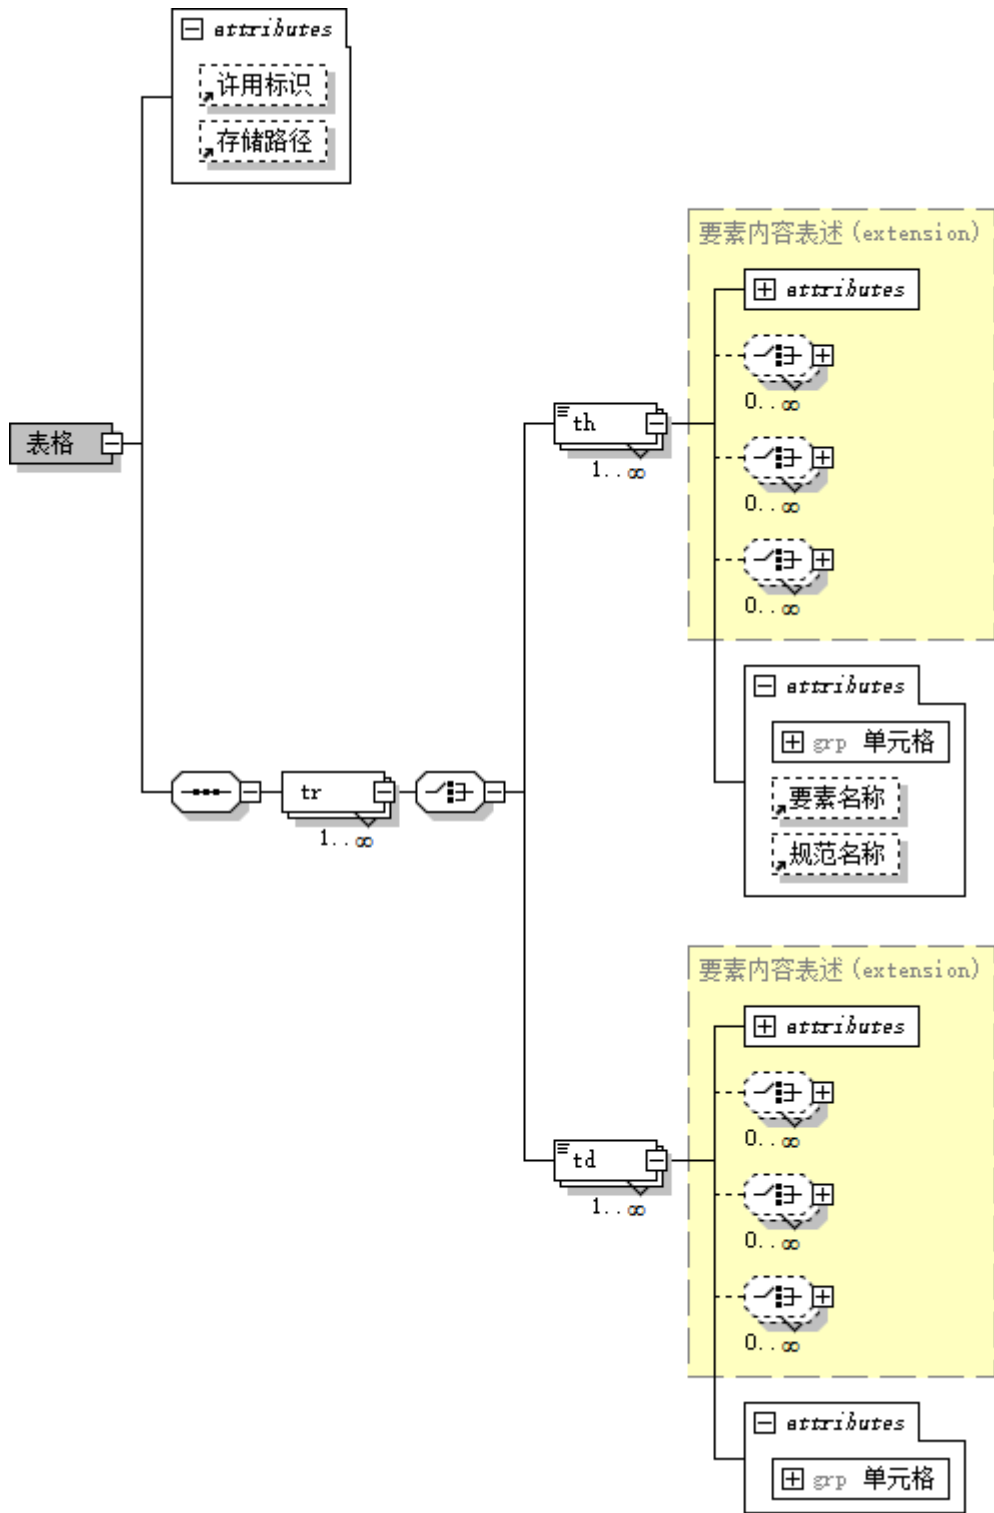 attributes
许用标识
存储路径
要素内容表述 (extension)
attributes
0..∞
th
表格
1..∞
0..∞
0..∞
attributes
grp 单元格
tr
要素名称
1..∞
规范名称
要素内容表述 (extension)
attributes
0..∞
td
1..∞
0..∞
0..∞
attributes
grp 单元格